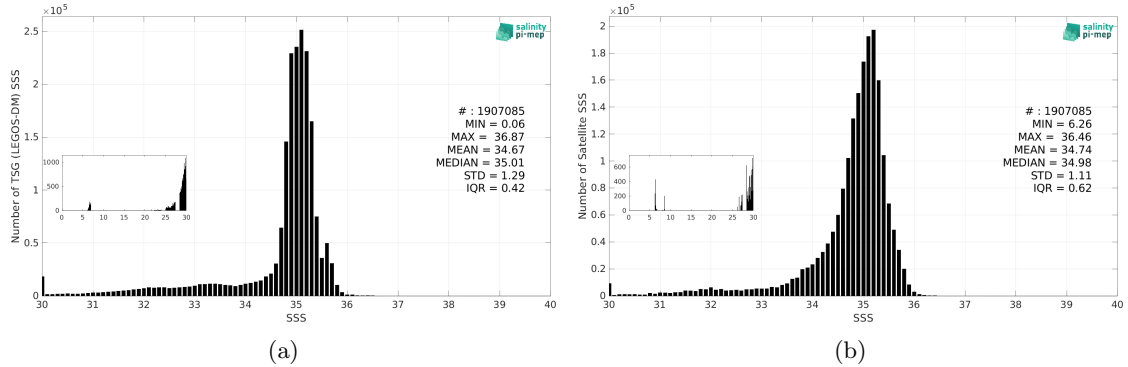 ×10⁵
2.5
2
1.5
1
0.5
0
30 31 32 33 34 35 36 37 38 39 40
SSS
Number of TSG (LEGOS-DM) SSS
salinity
pi-mep
# : 1907085
MIN = 0.06
MAX = 36.87
MEAN = 34.67
MEDIAN = 35.01
STD = 1.29
IQR = 0.42
1000
500
0
0 5 10 15 20 25 30
(a)
×10⁵
2
1.8
1.6
1.4
1.2
1
0.8
0.6
0.4
0.2
0
30 31 32 33 34 35 36 37 38 39 40
SSS
Number of Satellite SSS
salinity
pi-mep
# : 1907085
MIN = 6.26
MAX = 36.46
MEAN = 34.74
MEDIAN = 34.98
STD = 1.11
IQR = 0.62
600
400
200
0
0 5 10 15 20 25 30
(b)